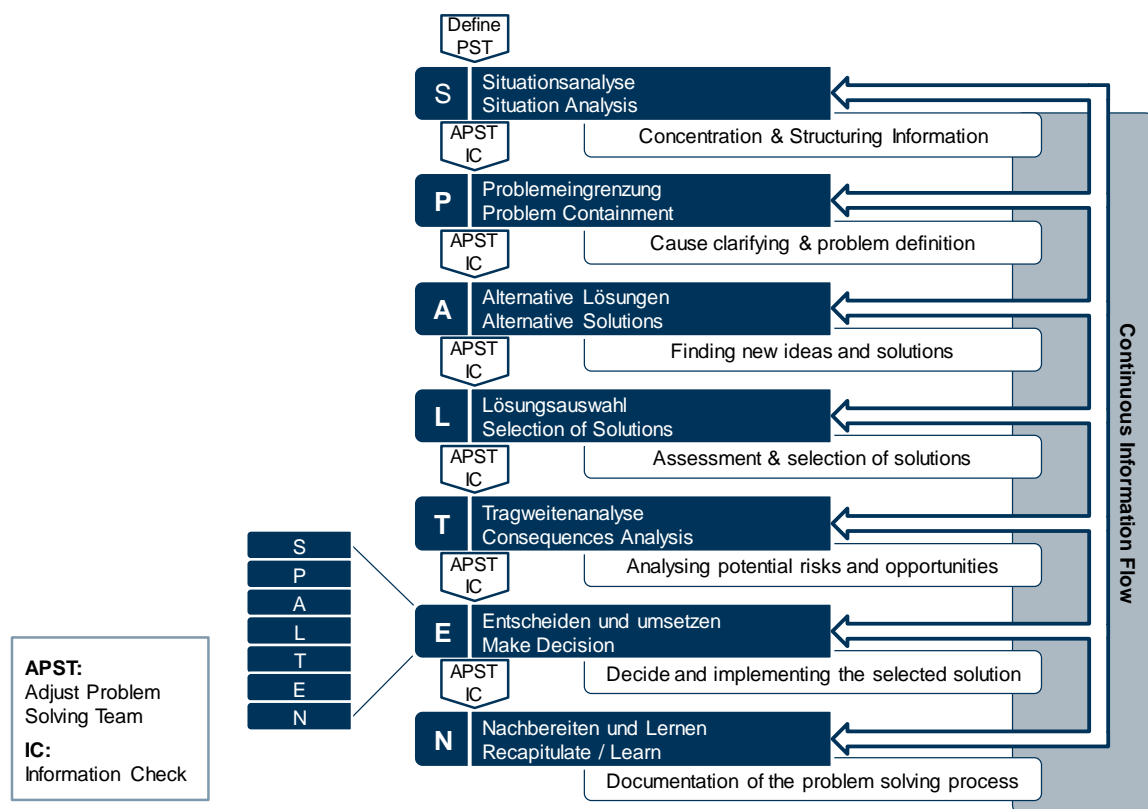 Define
PST
S
Situationsanalyse
Situation Analysis
Concentration & Structuring Information
APST
IC
P
Problemeingrenzung
Problem Containment
Cause clarifying & problem definition
APST
IC
A
Alternative Lösungen
Alternative Solutions
Finding new ideas and solutions
APST
IC
L
Lösungsauswahl
Selection of Solutions
Assessment & selection of solutions
APST
IC
T
Tragweitenanalyse
Consequences Analysis
Analysing potential risks and opportunities
APST
IC
E
Entscheiden und umsetzen
Make Decision
Decide and implementing the selected solution
APST
IC
N
Nachbereiten und Lernen
Recapitulate / Learn
Documentation of the problem solving process
Continuous Information Flow
S
P
A
L
T
E
N
APST:
Adjust Problem
Solving Team
IC:
Information Check